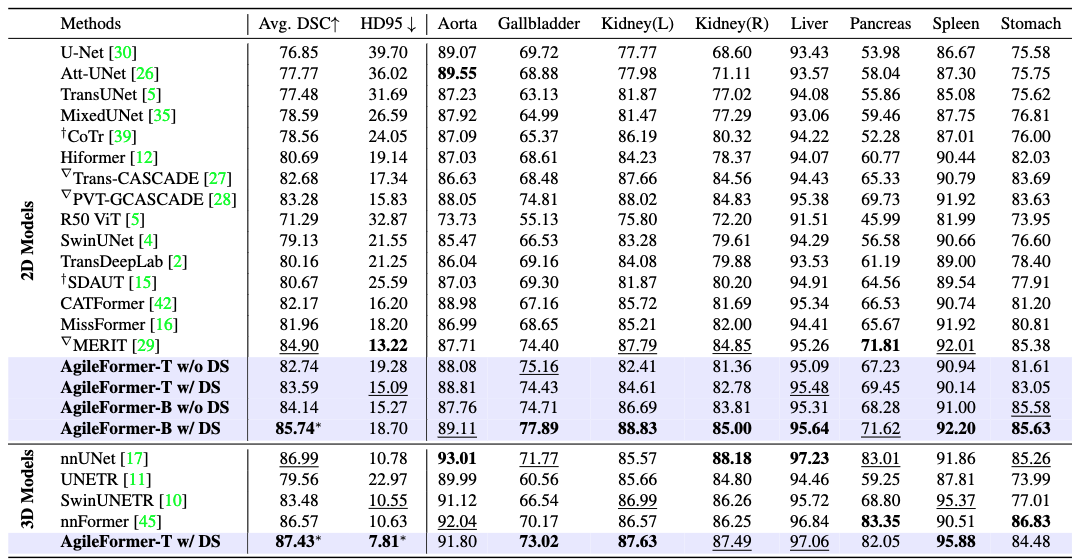 Methods Avg. DSC↑ HD95 ↓ Aorta Gallbladder Kidney(L) Kidney(R) Liver Pancreas Spleen Stomach
2D Models
U-Net [30] 76.85 39.70 89.07 69.72 77.77 68.60 93.43 53.98 86.67 75.58
Att-UNet [26] 77.77 36.02 89.55 68.88 77.98 71.11 93.57 58.04 87.30 75.75
TransUNet [5] 77.48 31.69 87.23 63.13 81.87 77.02 94.08 55.86 85.08 75.62
MixedUNet [35] 78.59 26.59 87.92 64.99 81.47 77.29 93.06 59.46 87.75 76.81
†CoTr [39] 78.56 24.05 87.09 65.37 86.19 80.32 94.22 52.28 87.01 76.00
Hiformer [12] 80.69 19.14 87.03 68.61 84.23 78.37 94.07 60.77 90.44 82.03
▽Trans-CASCADE [27] 82.68 17.34 86.63 68.48 87.66 84.56 94.43 65.33 90.79 83.69
▽PVT-GCASCADE [28] 83.28 15.83 88.05 74.81 88.02 84.83 95.38 69.73 91.92 83.63
R50 ViT [5] 71.29 32.87 73.73 55.13 75.80 72.20 91.51 45.99 81.99 73.95
SwinUNet [4] 79.13 21.55 85.47 66.53 83.28 79.61 94.29 56.58 90.66 76.60
TransDeepLab [2] 80.16 21.25 86.04 69.16 84.08 79.88 93.53 61.19 89.00 78.40
†SDAUT [15] 80.67 25.59 87.03 69.30 81.87 80.20 94.91 64.56 89.54 77.91
CATFormer [42] 82.17 16.20 88.98 67.16 85.72 81.69 95.34 66.53 90.74 81.20
MissFormer [16] 81.96 18.20 86.99 68.65 85.21 82.00 94.41 65.67 91.92 80.81
▽MERIT [29] 84.90 13.22 87.71 74.40 87.79 84.85 95.26 71.81 92.01 85.38
AgileFormer-T w/o DS 82.74 19.28 88.08 75.16 82.41 81.36 95.09 67.23 90.94 81.61
AgileFormer-T w/ DS 83.59 15.09 88.81 74.43 84.61 82.78 95.48 69.45 90.14 83.05
AgileFormer-B w/o DS 84.14 15.27 87.76 74.71 86.69 83.81 95.31 68.28 91.00 85.58
AgileFormer-B w/ DS 85.74* 18.70 89.11 77.89 88.83 85.00 95.64 71.62 92.20 85.63
3D Models
nnUNet [17] 86.99 10.78 93.01 71.77 85.57 88.18 97.23 83.01 91.86 85.26
UNETR [11] 79.56 22.97 89.99 60.56 85.66 84.80 94.46 59.25 87.81 73.99
SwinUNETR [10] 83.48 10.55 91.12 66.54 86.99 86.26 95.72 68.80 95.37 77.01
nnFormer [45] 86.57 10.63 92.04 70.17 86.57 86.25 96.84 83.35 90.51 86.83
AgileFormer-T w/ DS 87.43* 7.81* 91.80 73.02 87.63 87.49 97.06 82.05 95.88 84.48